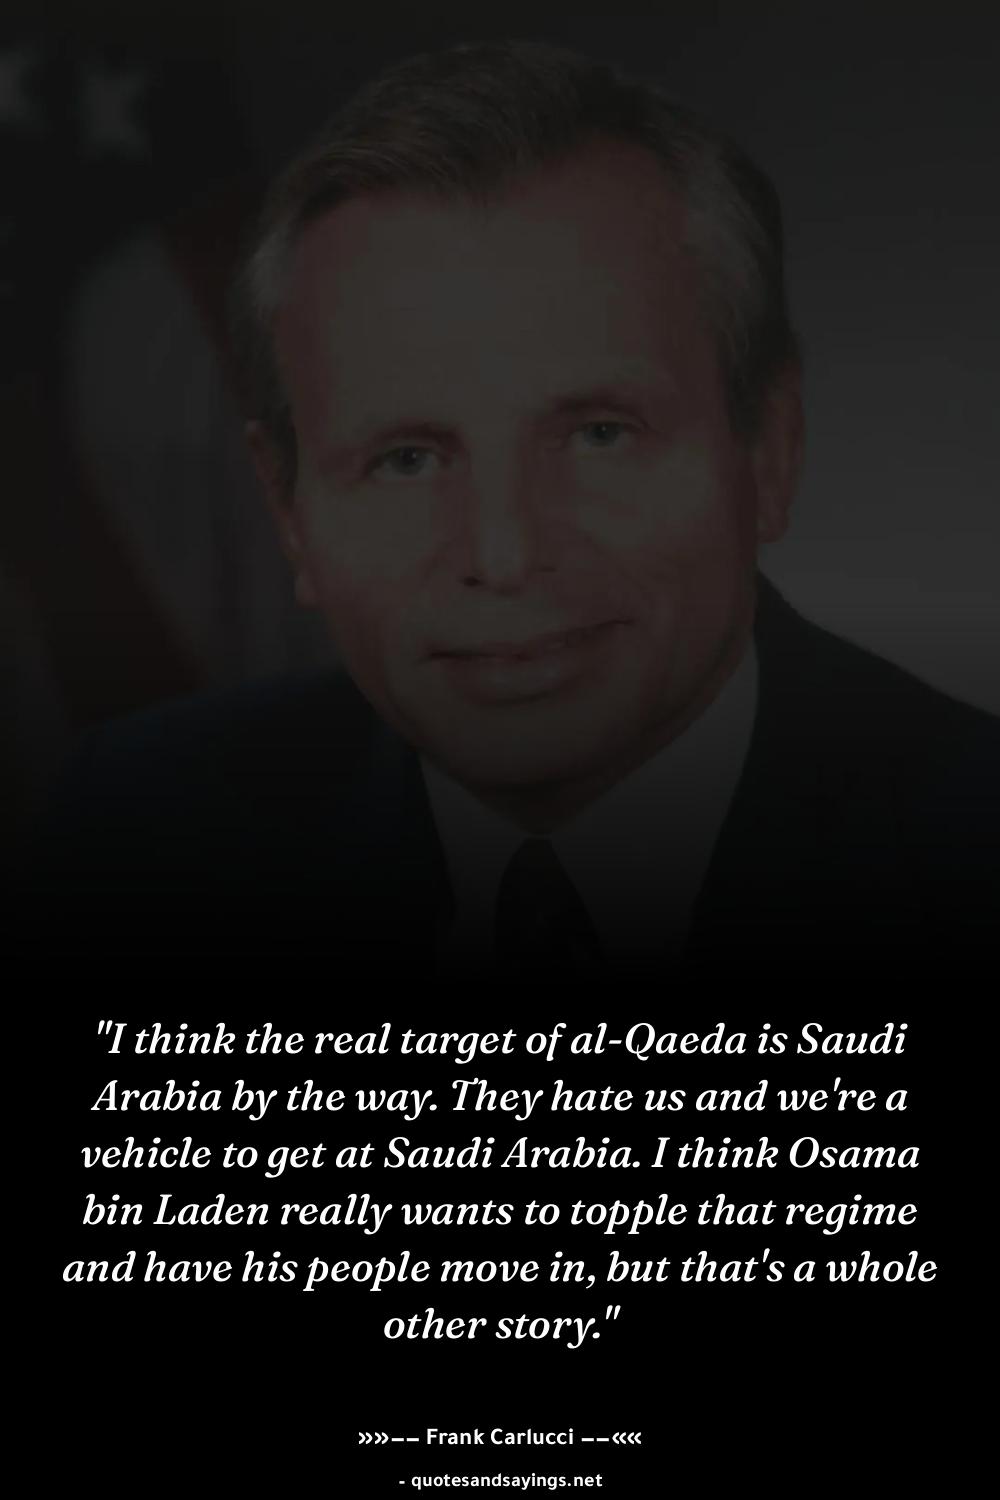 "I think the real target of al-Qaeda is Saudi
Arabia by the way. They hate us and we're a
vehicle to get at Saudi Arabia. I think Osama
bin Laden really wants to topple that regime
and have his people move in, but that's a whole
other story."
»»−− Frank Carlucci −−««
- quotesandsayings.net